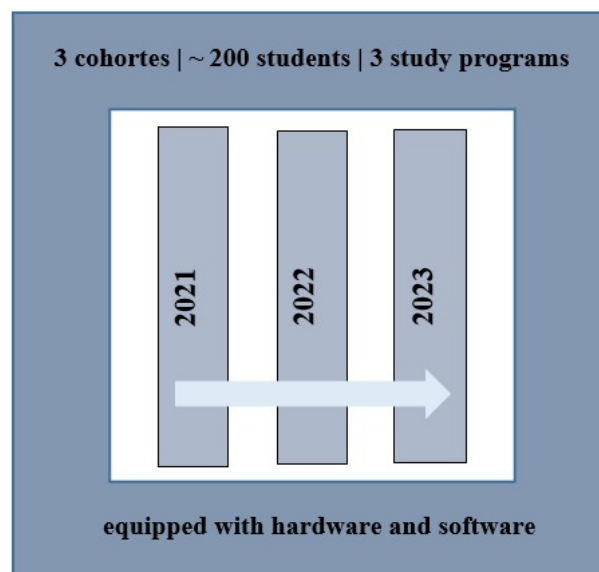 3 cohortes | ~ 200 students | 3 study programs
2021
2022
2023
equipped with hardware and software